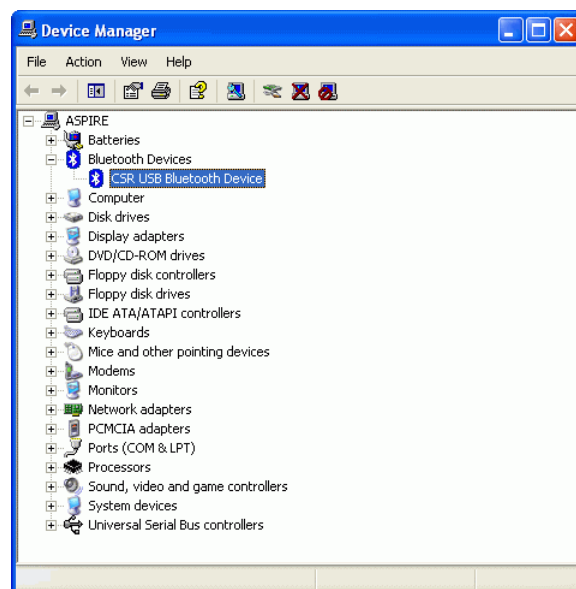 Device Manager
File Action View Help
ASPIRE
Batteries
Bluetooth Devices
CSR USB Bluetooth Device
Computer
Disk drives
Display adapters
DVD/CD-ROM drives
Floppy disk controllers
Floppy disk drives
IDE ATA/ATAPI controllers
Keyboards
Mice and other pointing devices
Modems
Monitors
Network adapters
PCMCIA adapters
Ports (COM & LPT)
Processors
Sound, video and game controllers
System devices
Universal Serial Bus controllers